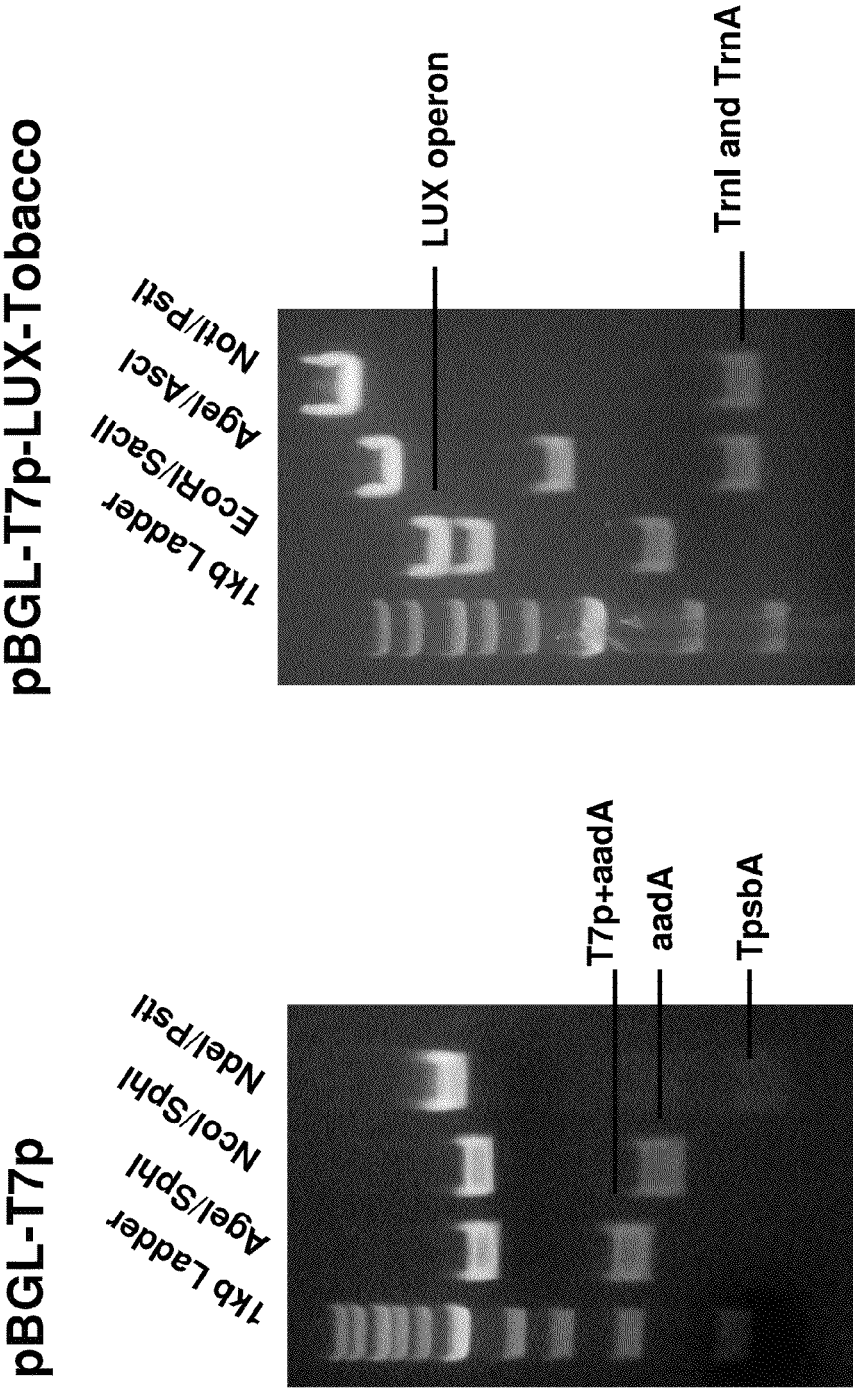 pBGL-T7p
1kb Ladder
AgeI/SphI
NcoI/SphI
NdeI/PstI
T7p+aadA
aadA
TpsbA
pBGL-T7p-LUX-Tobacco
1kb Ladder
EcoRI/SacII
AgeI/AscI
NotI/PstI
LUX operon
TrnI and TrnA